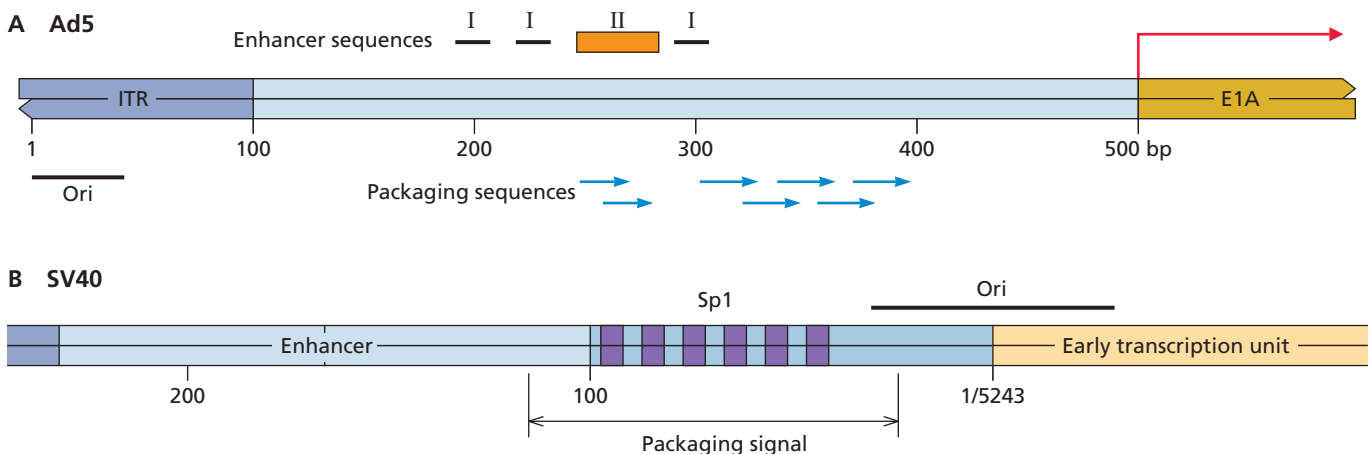 A Ad5
I I II I
Enhancer sequences
ITR E1A
1 100 200 300 400 500 bp
Ori
Packaging sequences
B SV40
Sp1 Ori
Enhancer Early transcription unit
200 100 1/5243
Packaging signal